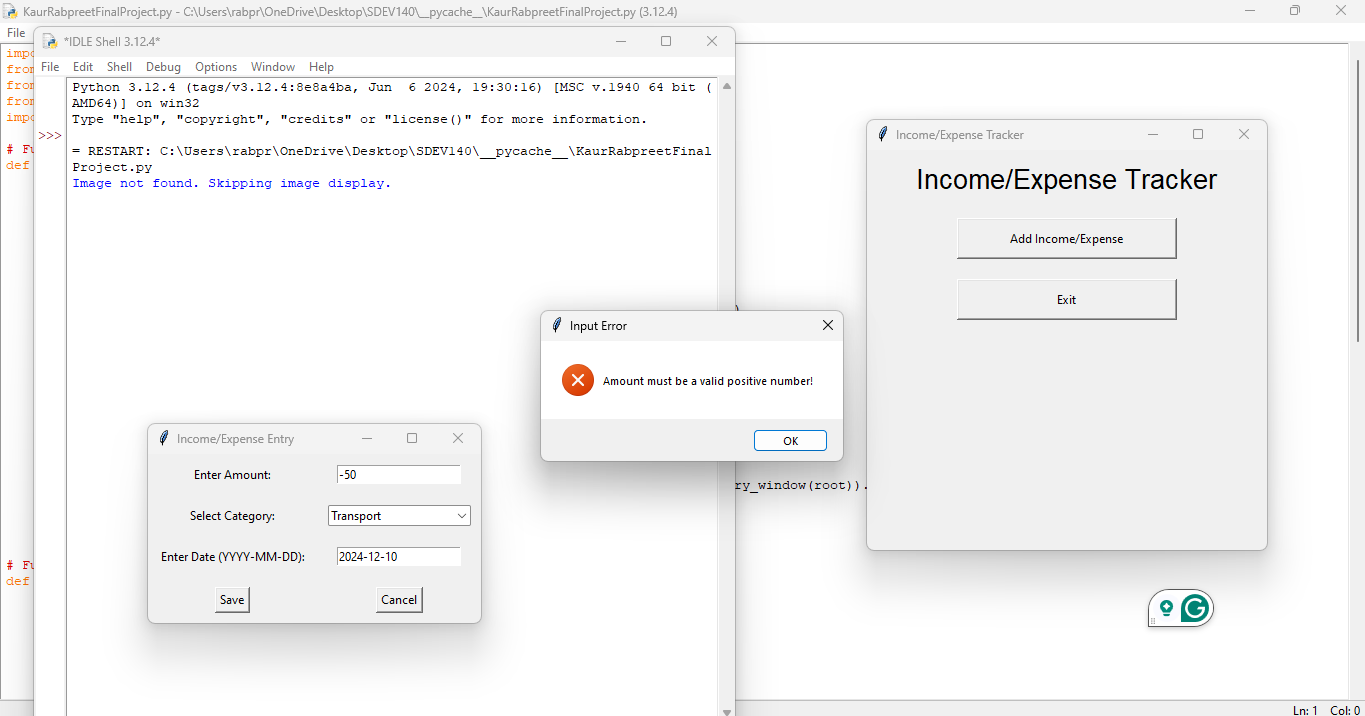 KaurRabpreetFinalProject.py - C:\Users\rabpr\OneDrive\Desktop\SDEV140\__pycache__\KaurRabpreetFinalProject.py (3.12.4)
File
impo
from
from
from
impo
# Fu
def
*IDLE Shell 3.12.4*
File Edit Shell Debug Options Window Help
Python 3.12.4 (tags/v3.12.4:8e8a4ba, Jun  6 2024, 19:30:16) [MSC v.1940 64 bit (
AMD64)] on win32
Type "help", "copyright", "credits" or "license()" for more information.
>>>
= RESTART: C:\Users\rabpr\OneDrive\Desktop\SDEV140\__pycache__\KaurRabpreetFinal
Project.py
Image not found. Skipping image display.
Income/Expense Tracker
Income/Expense Tracker
Add Income/Expense
Exit
Input Error
Amount must be a valid positive number!
OK
Income/Expense Entry
Enter Amount: -50
Select Category: Transport
Enter Date (YYYY-MM-DD): 2024-12-10
Save Cancel
ry_window(root)).
# Fu
def
Ln: 1 Col: 0